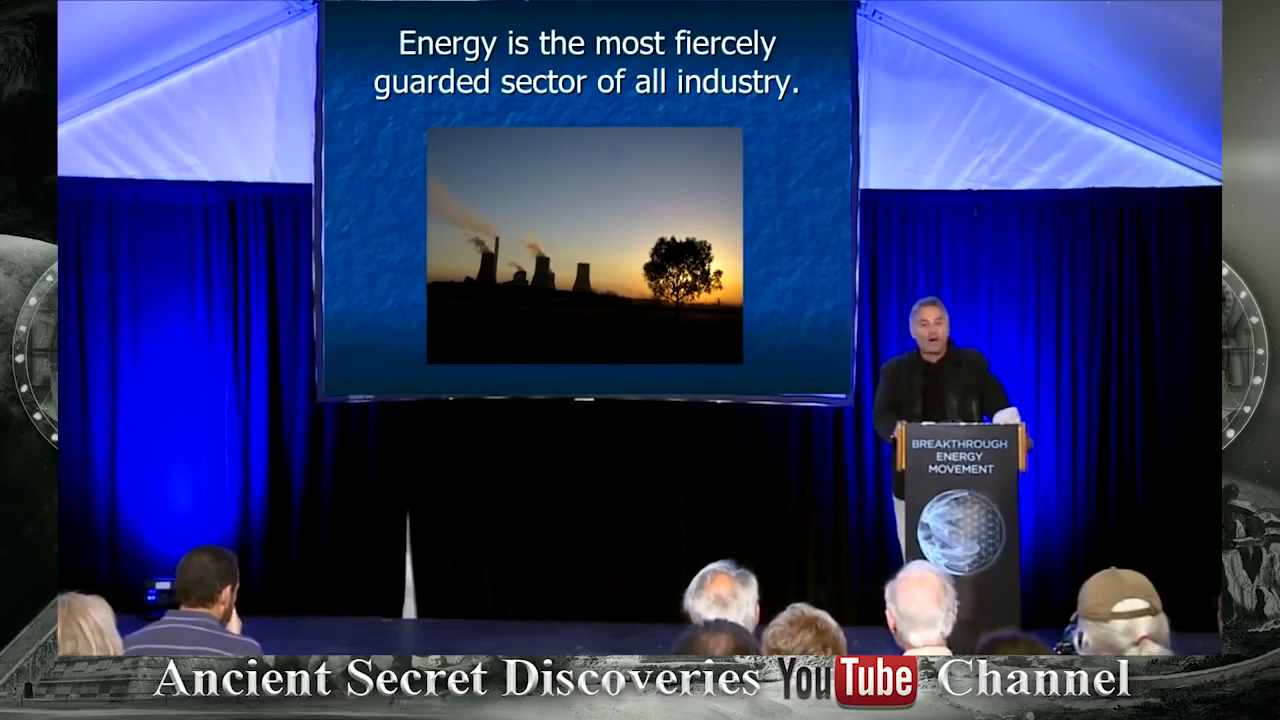 Energy is the most fiercely
guarded sector of all industry.
BREAKTHROUGH
ENERGY
MOVEMENT
Ancient Secret Discoveries YouTube Channel